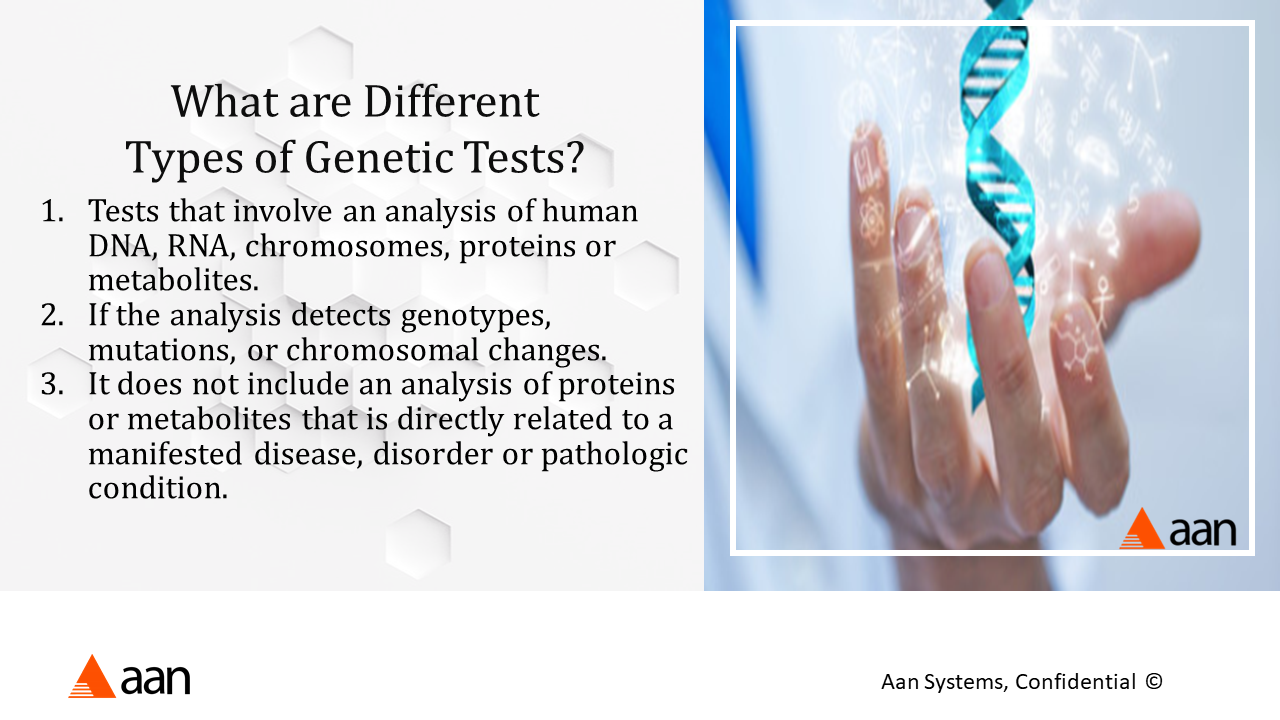 What are Different
Types of Genetic Tests?
1. Tests that involve an analysis of human
DNA, RNA, chromosomes, proteins or
metabolites.
2. If the analysis detects genotypes,
mutations, or chromosomal changes.
3. It does not include an analysis of proteins
or metabolites that is directly related to a
manifested disease, disorder or pathologic
condition.
aan
aan
Aan Systems, Confidential ©